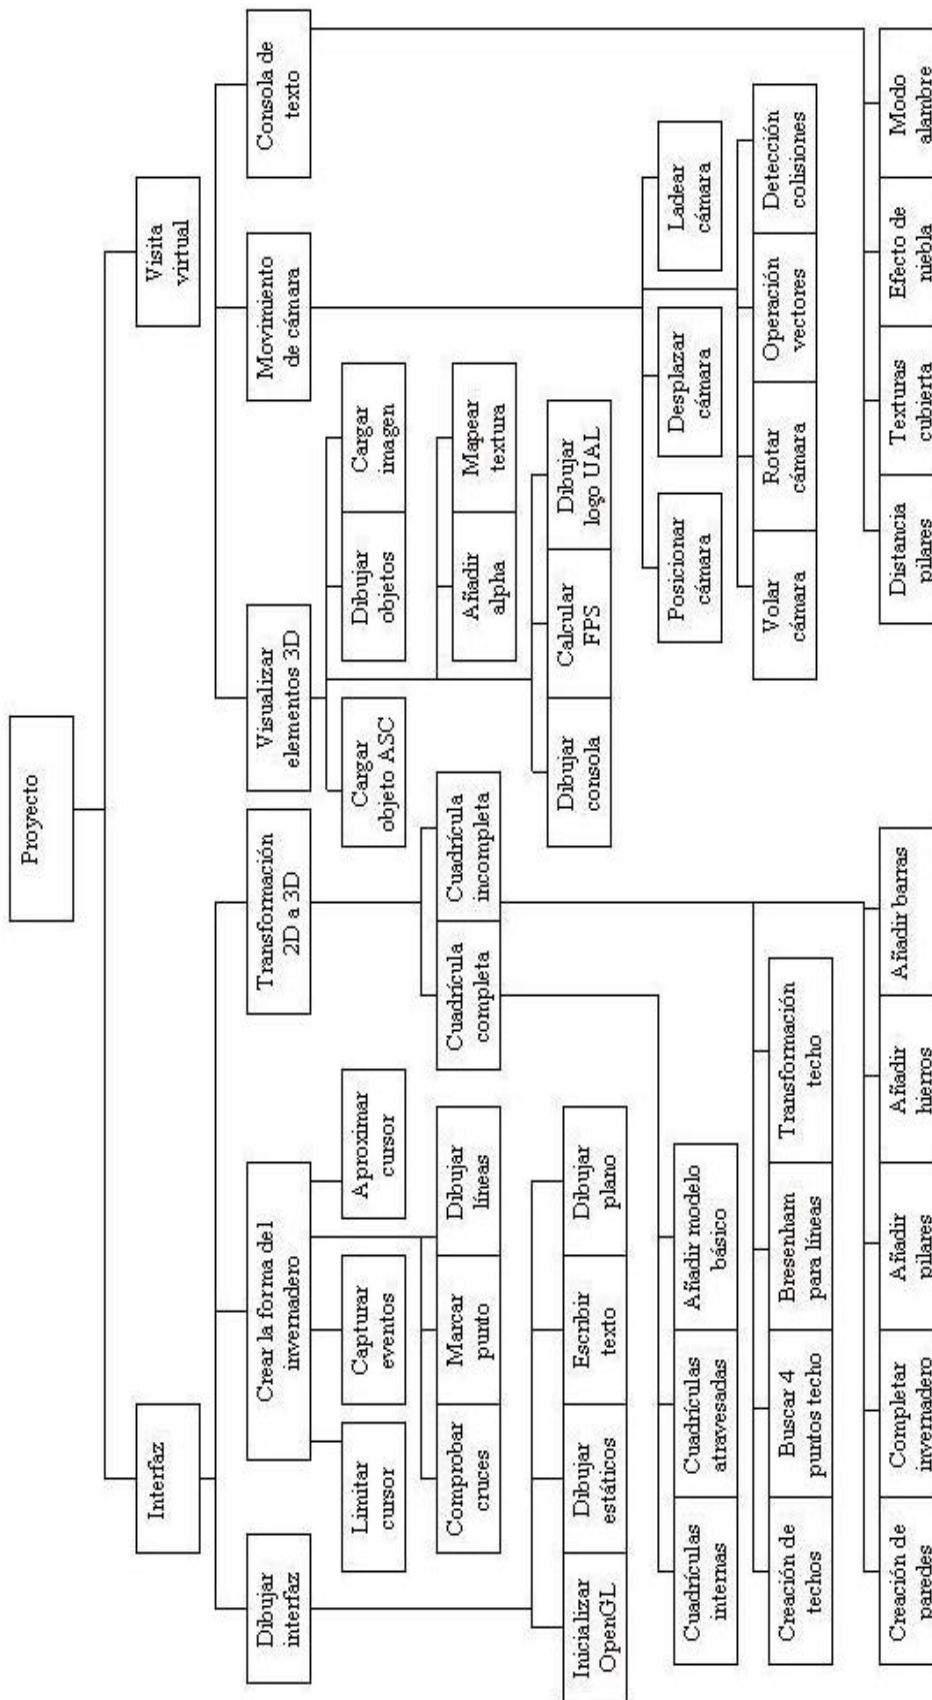 Proyecto
Interfaz
Visita
virtual
Dibujar
interfaz
Crear la forma del
invernadero
Transformación
2D a 3D
Visualizar
elementos 3D
Movimiento
de cámara
Consola de
texto
Limitar
cursor
Capturar
eventos
Aproximar
cursor
Comprobar
cruces
Marcar
punto
Dibujar
líneas
Inicializar
OpenGL
Dibujar
estáticos
Escribir
texto
Dibujar
plano
Cuadrícula
completa
Cuadrícula
incompleta
Cuadrículas
internas
Cuadrículas
atravesadas
Añadir modelo
básico
Creación de
techos
Buscar 4
puntos techo
Bresenham
para líneas
Transformación
techo
Creación de
paredes
Completar
invernadero
Añadir
pilares
Añadir
hierros
Añadir barras
Cargar
objeto ASC
Dibujar
objetos
Cargar
imagen
Añadir
alpha
Mapear
textura
Dibujar
consola
Calcular
FPS
Dibujar
logo UAL
Posicionar
cámara
Desplazar
cámara
Ladear
cámara
Volar
cámara
Rotar
cámara
Operación
vectores
Detección
colisiones
Distancia
pilares
Texturas
cubierta
Efecto de
niebla
Modo
alambre